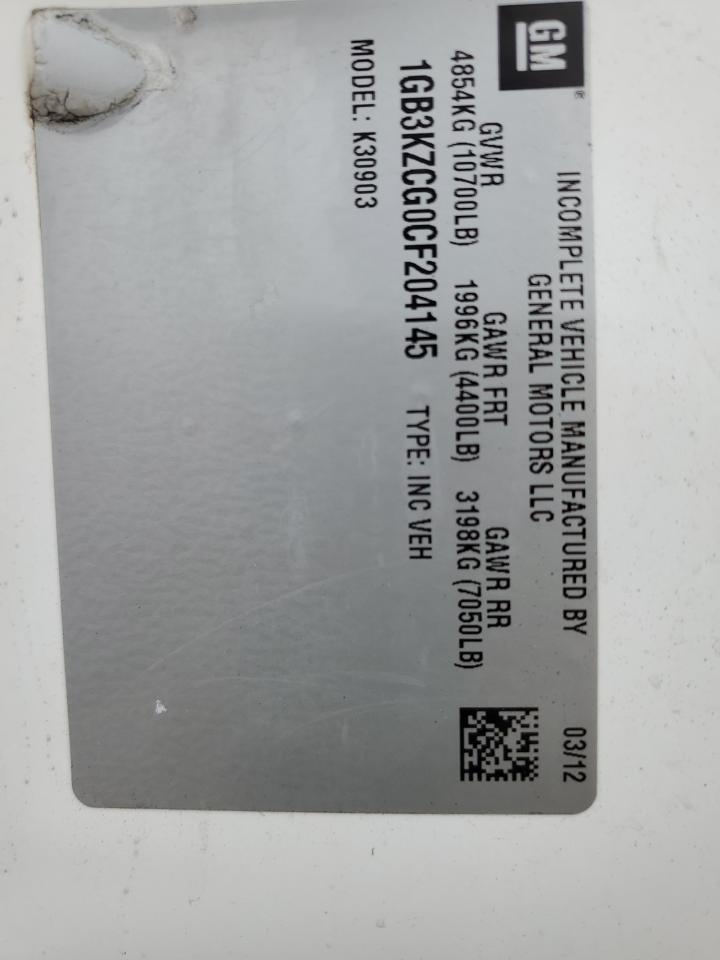 GM ®
INCOMPLETE VEHICLE MANUFACTURED BY
GENERAL MOTORS LLC
03/12
GVWR GAWR FRT GAWR RR
4854KG (10700LB) 1996KG (4400LB) 3198KG (7050LB)
1GB3KZCG0CF204145 TYPE: INC VEH
MODEL: K30903